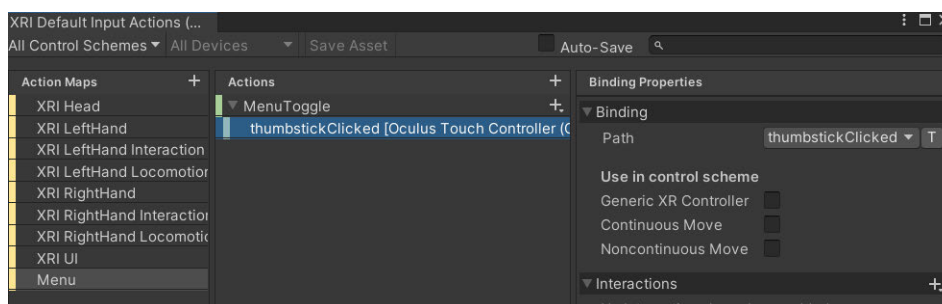 XRI Default Input Actions (...
All Control Schemes All Devices Save Asset Auto-Save
Action Maps + Actions + Binding Properties
XRI Head
XRI LeftHand
XRI LeftHand Interaction
XRI LeftHand Locomotion
XRI RightHand
XRI RightHand Interaction
XRI RightHand Locomotic
XRI UI
Menu
MenuToggle +
thumbstickClicked [Oculus Touch Controller (O
Binding
Path thumbstickClicked T
Use in control scheme
Generic XR Controller
Continuous Move
Noncontinuous Move
Interactions +